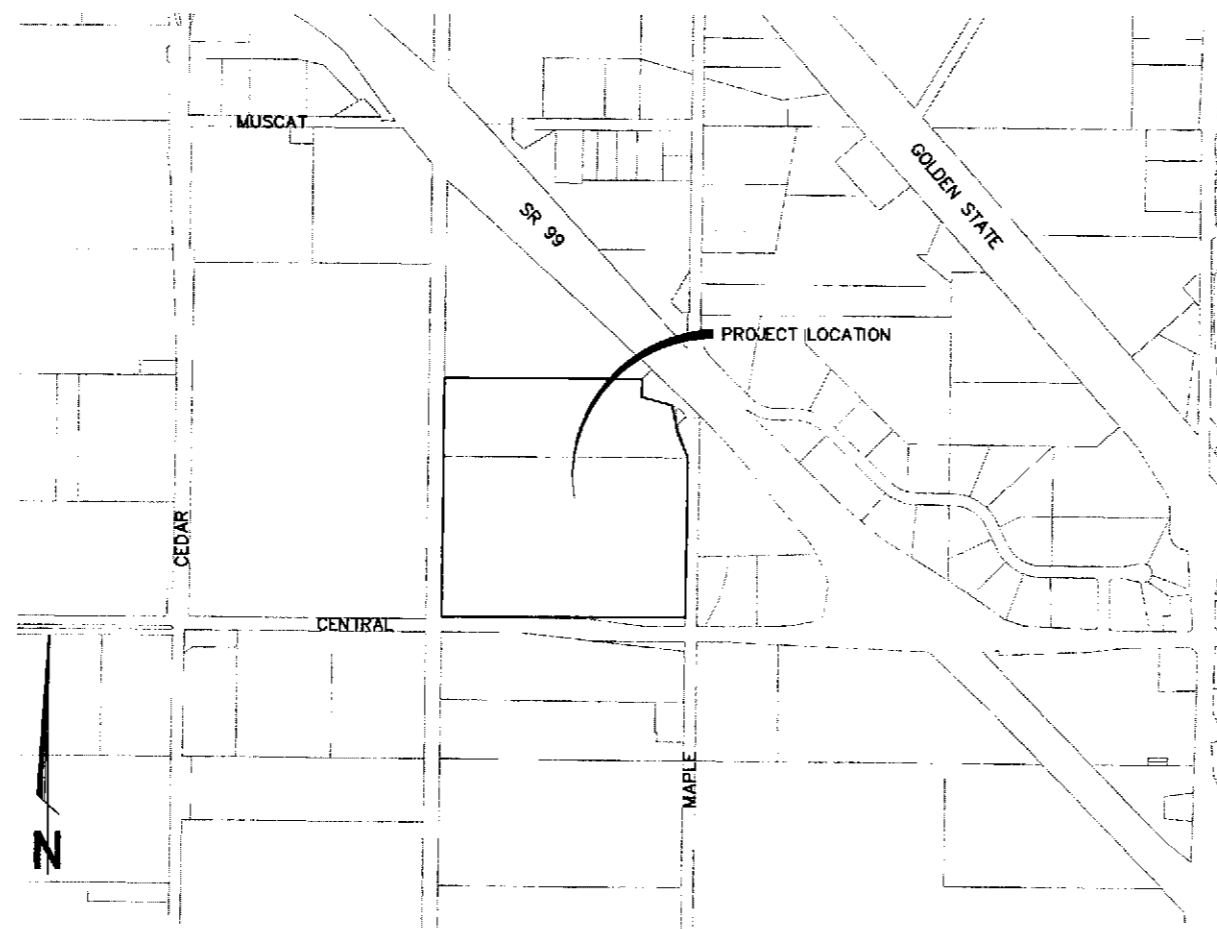 MUSCAT
GOLDEN STATE
SR 99
PROJECT LOCATION
CEDAR
CENTRAL
MAPLE
N